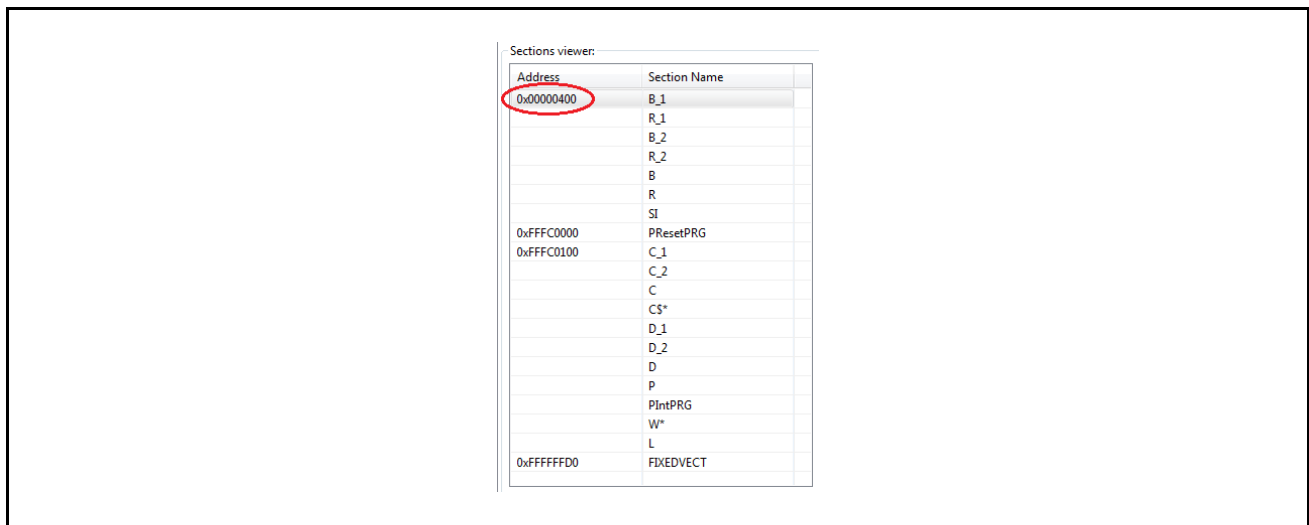 Sections viewer:
Address Section Name
0x00000400 B_1
R_1
B_2
R_2
B
R
SI
0xFFFC0000 PResetPRG
0xFFFC0100 C_1
C_2
C
C$*
D_1
D_2
D
P
PIntPRG
W*
L
0xFFFFFFD0 FIXEDVECT